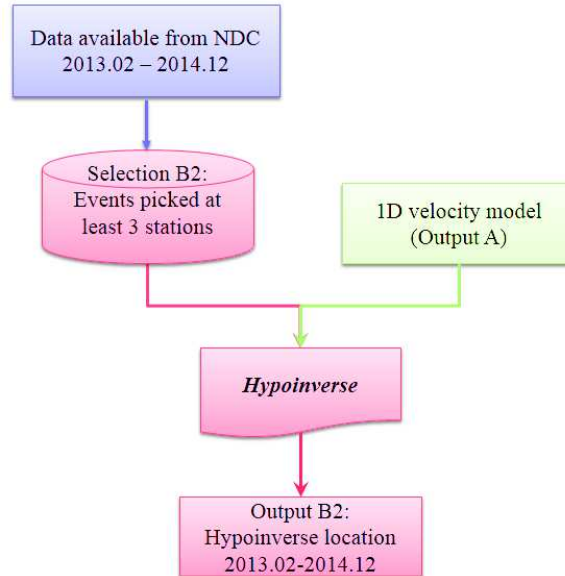 Data available from NDC
2013.02 – 2014.12
Selection B2:
Events picked at
least 3 stations
1D velocity model
(Output A)
Hypoinverse
Output B2:
Hypoinverse location
2013.02-2014.12